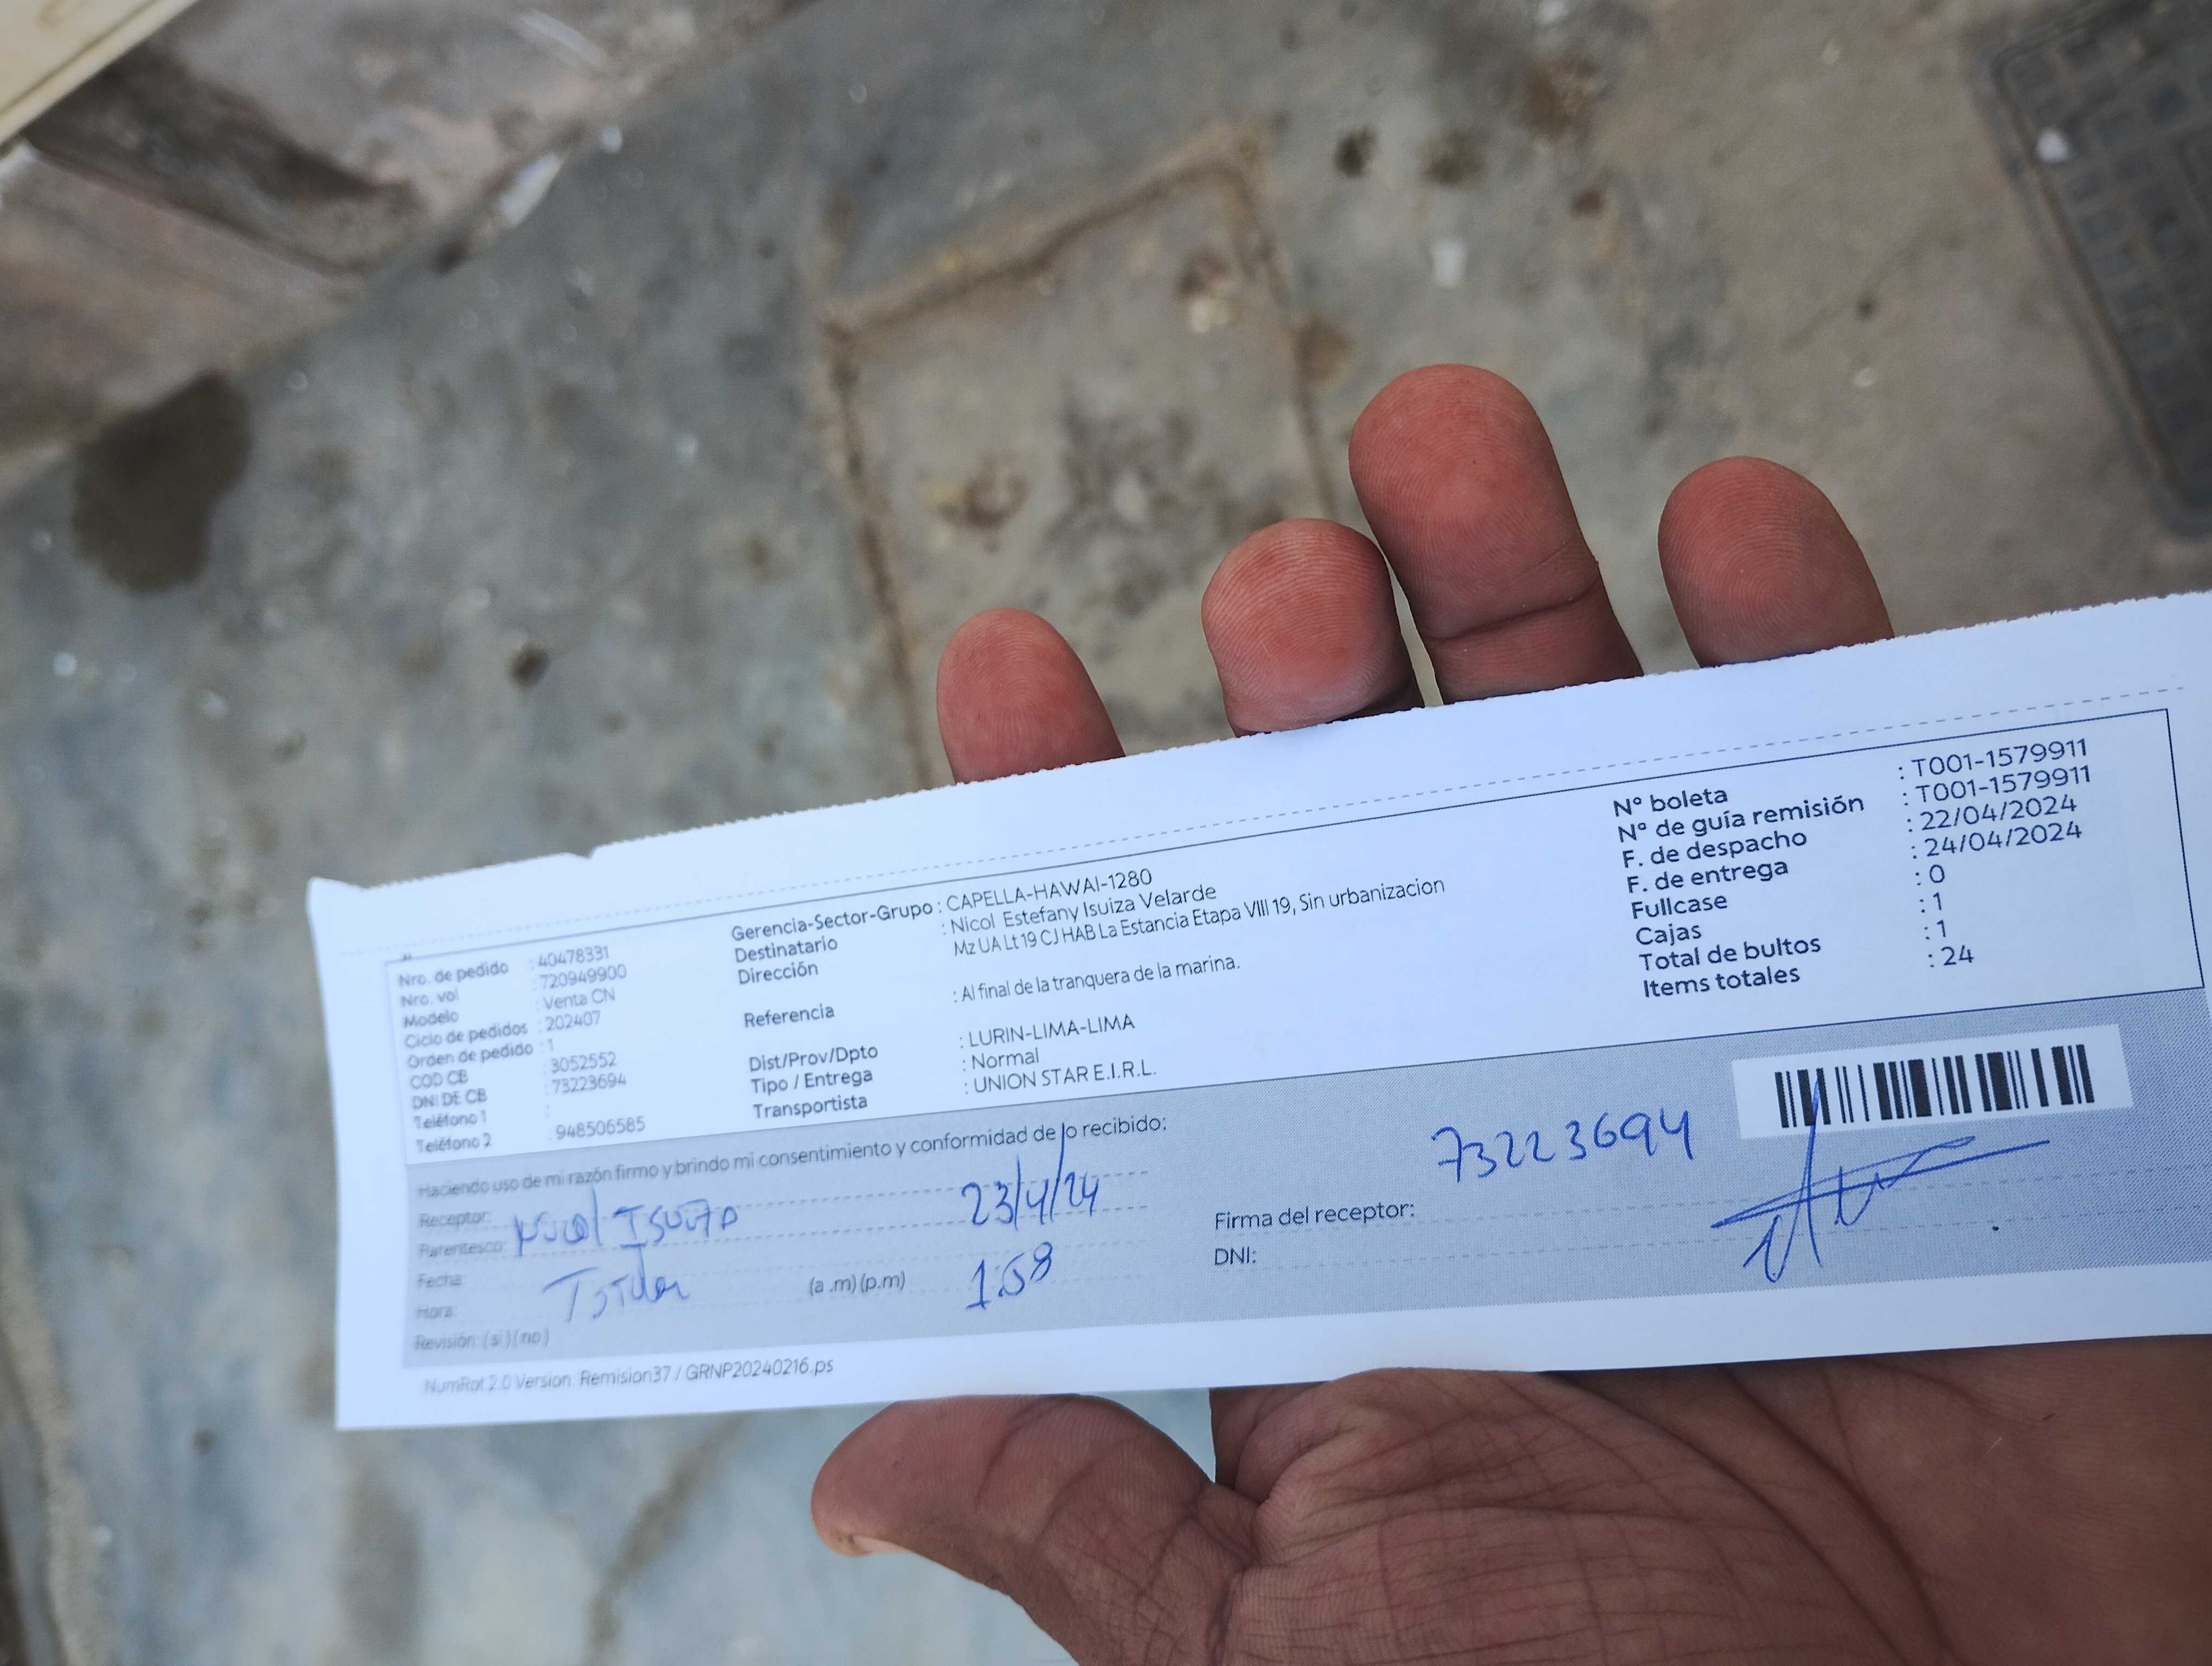 Nro. de pedido : 40478331
Nro. vol : 720949900
Modelo : Venta CN
Ciclo de pedidos : 202407
Orden de pedido : 1
COD CB : 3052552
DNI DE CB : 73223694
Teléfono 1 :
Teléfono 2 : 948506585
Gerencia-Sector-Grupo : CAPELLA-HAWAI-1280
Destinatario : Nicol Estefany Isuiza Velarde
Dirección Mz UA Lt 19 CJ HAB La Estancia Etapa VIII 19, Sin urbanizacion
Referencia : Al final de la tranquera de la marina.
Dist/Prov/Dpto : LURIN-LIMA-LIMA
Tipo / Entrega : Normal
Transportista : UNION STAR E.I.R.L.
N° boleta : T001-1579911
N° de guía remisión : T001-1579911
F. de despacho : 22/04/2024
F. de entrega : 24/04/2024
Fullcase : 0
Cajas : 1
Total de bultos : 1
Items totales : 24
Haciendo uso de mi razón firmo y brindo mi consentimiento y conformidad de lo recibido:
Receptor:
Parentesco:
Fecha: 23/4/24
Hora: (a .m) (p.m) 1:58
Revisión: (si) (no)
73223694
Firma del receptor:
DNI:
NumRot 2.0 Version: Remision37 / GRNP20240216.ps